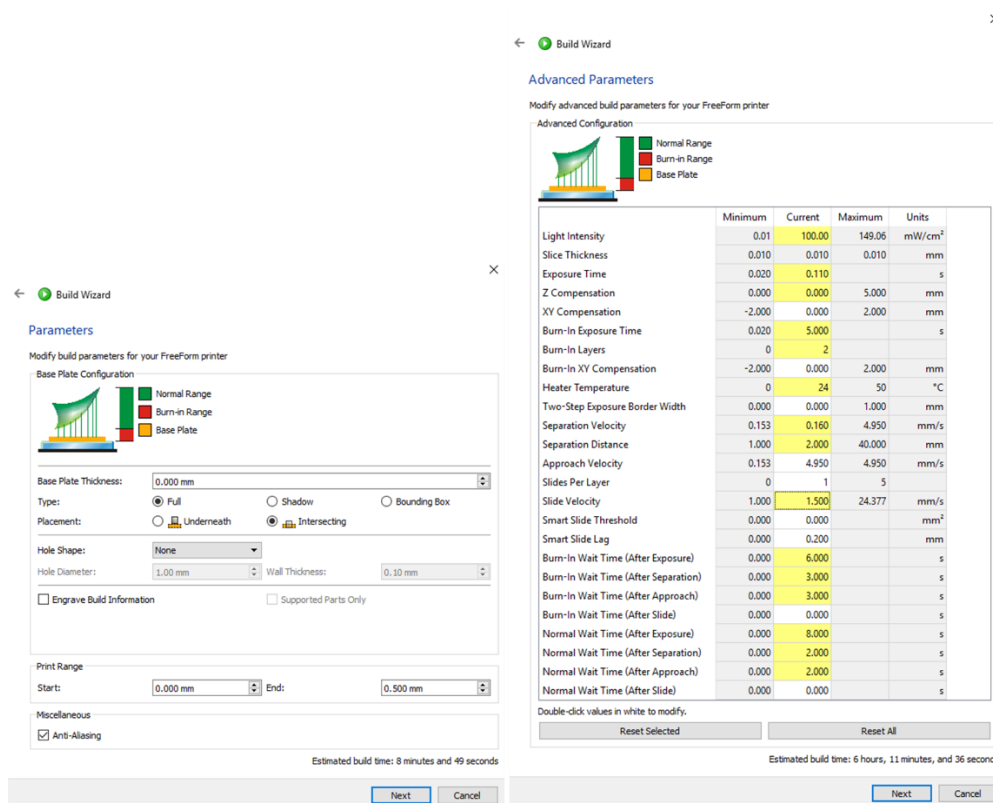 Build Wizard
Parameters
Modify build parameters for your FreeForm printer
Base Plate Configuration
Normal Range
Burn-in Range
Base Plate
Base Plate Thickness: 0.000 mm
Type: Full Shadow Bounding Box
Placement: Underneath Intersecting
Hole Shape: None
Hole Diameter: 1.00 mm Wall Thickness: 0.10 mm
Engrave Build Information Supported Parts Only
Print Range
Start: 0.000 mm End: 0.500 mm
Miscellaneous
Anti-Aliasing
Estimated build time: 8 minutes and 49 seconds
Next Cancel
Build Wizard
Advanced Parameters
Modify advanced build parameters for your FreeForm printer
Advanced Configuration
Normal Range
Burn-in Range
Base Plate
Minimum Current Maximum Units
Light Intensity 0.01 100.00 149.06 mW/cm²
Slice Thickness 0.010 0.010 0.010 mm
Exposure Time 0.020 0.110 s
Z Compensation 0.000 0.000 5.000 mm
XY Compensation -2.000 0.000 2.000 mm
Burn-In Exposure Time 0.020 5.000 s
Burn-In Layers 0 2
Burn-In XY Compensation -2.000 0.000 2.000 mm
Heater Temperature 0 24 50 °C
Two-Step Exposure Border Width 0.000 0.000 1.000 mm
Separation Velocity 0.153 0.160 4.950 mm/s
Separation Distance 1.000 2.000 40.000 mm
Approach Velocity 0.153 4.950 4.950 mm/s
Slides Per Layer 0 1 5
Slide Velocity 1.000 1.500 24.377 mm/s
Smart Slide Threshold 0.000 0.000 mm²
Smart Slide Lag 0.000 0.200 mm
Burn-In Wait Time (After Exposure) 0.000 6.000 s
Burn-In Wait Time (After Separation) 0.000 3.000 s
Burn-In Wait Time (After Approach) 0.000 3.000 s
Burn-In Wait Time (After Slide) 0.000 0.000 s
Normal Wait Time (After Exposure) 0.000 8.000 s
Normal Wait Time (After Separation) 0.000 2.000 s
Normal Wait Time (After Approach) 0.000 2.000 s
Normal Wait Time (After Slide) 0.000 0.000 s
Double-click values in white to modify.
Reset Selected Reset All
Estimated build time: 6 hours, 11 minutes, and 36 second
Next Cancel